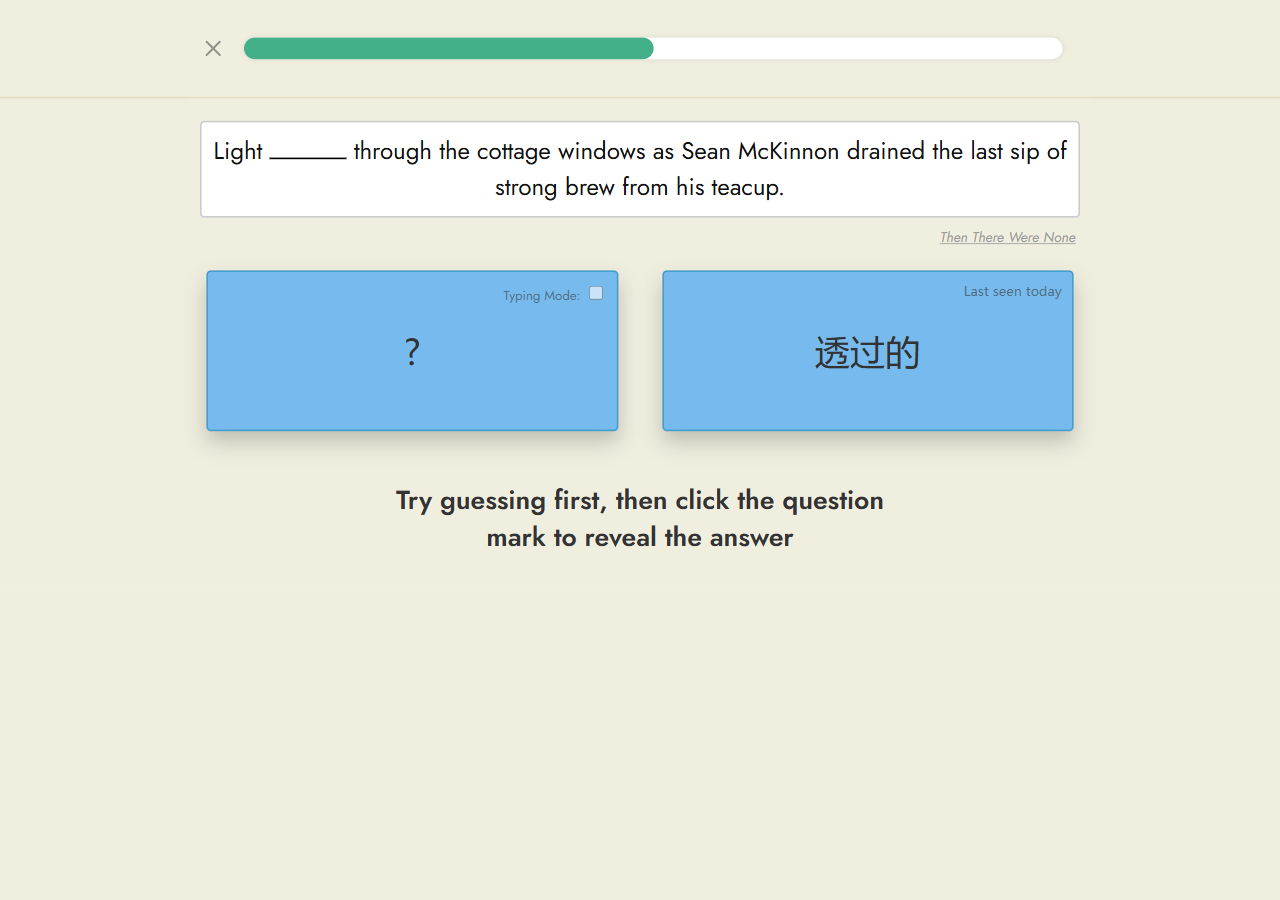 Light ______ through the cottage windows as Sean McKinnon drained the last sip of
strong brew from his teacup.
Then There Were None
Typing Mode:
?
Last seen today
透过的
Try guessing first, then click the question
mark to reveal the answer